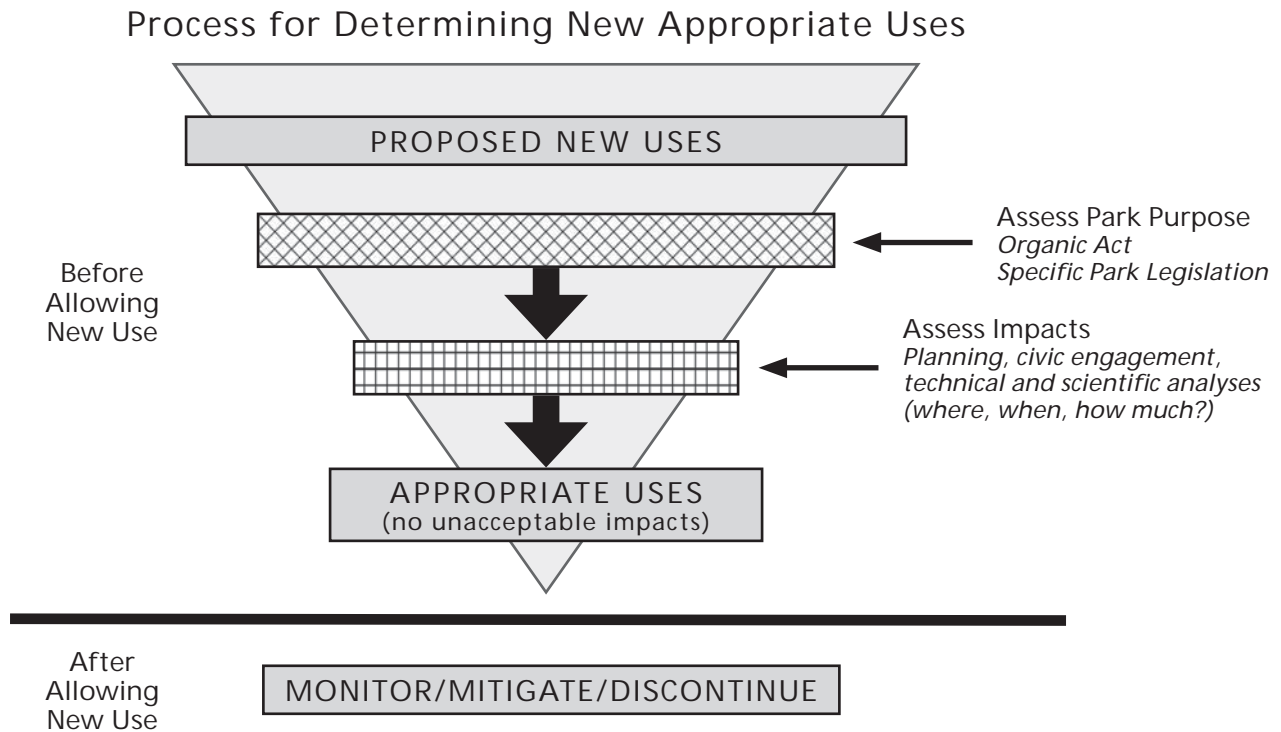 Process for Determining New Appropriate Uses
PROPOSED NEW USES
Assess Park Purpose
Organic Act
Specific Park Legislation
Before
Allowing
New Use
Assess Impacts
Planning, civic engagement,
technical and scientific analyses
(where, when, how much?)
APPROPRIATE USES
(no unacceptable impacts)
After
Allowing
New Use
MONITOR/MITIGATE/DISCONTINUE